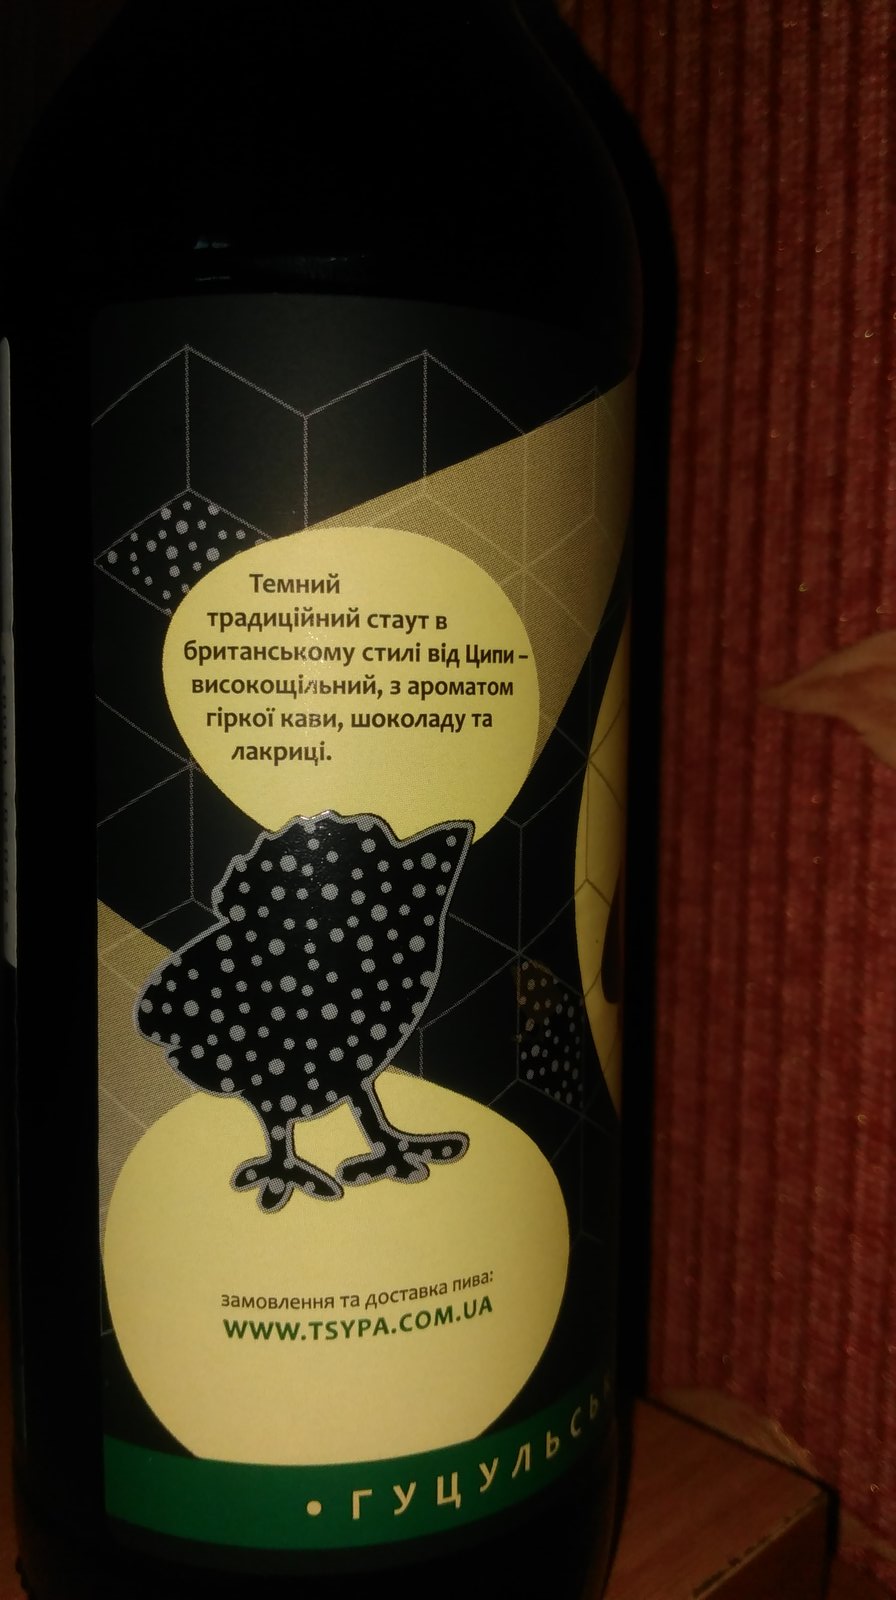 Темний
традиційний стаут в
британському стилі від Ципи –
високощільний, з ароматом
гіркої кави, шоколаду та
лакриці.
замовлення та доставка пива:
WWW.TSYPA.COM.UA
• ГУЦУЛЬСЬК